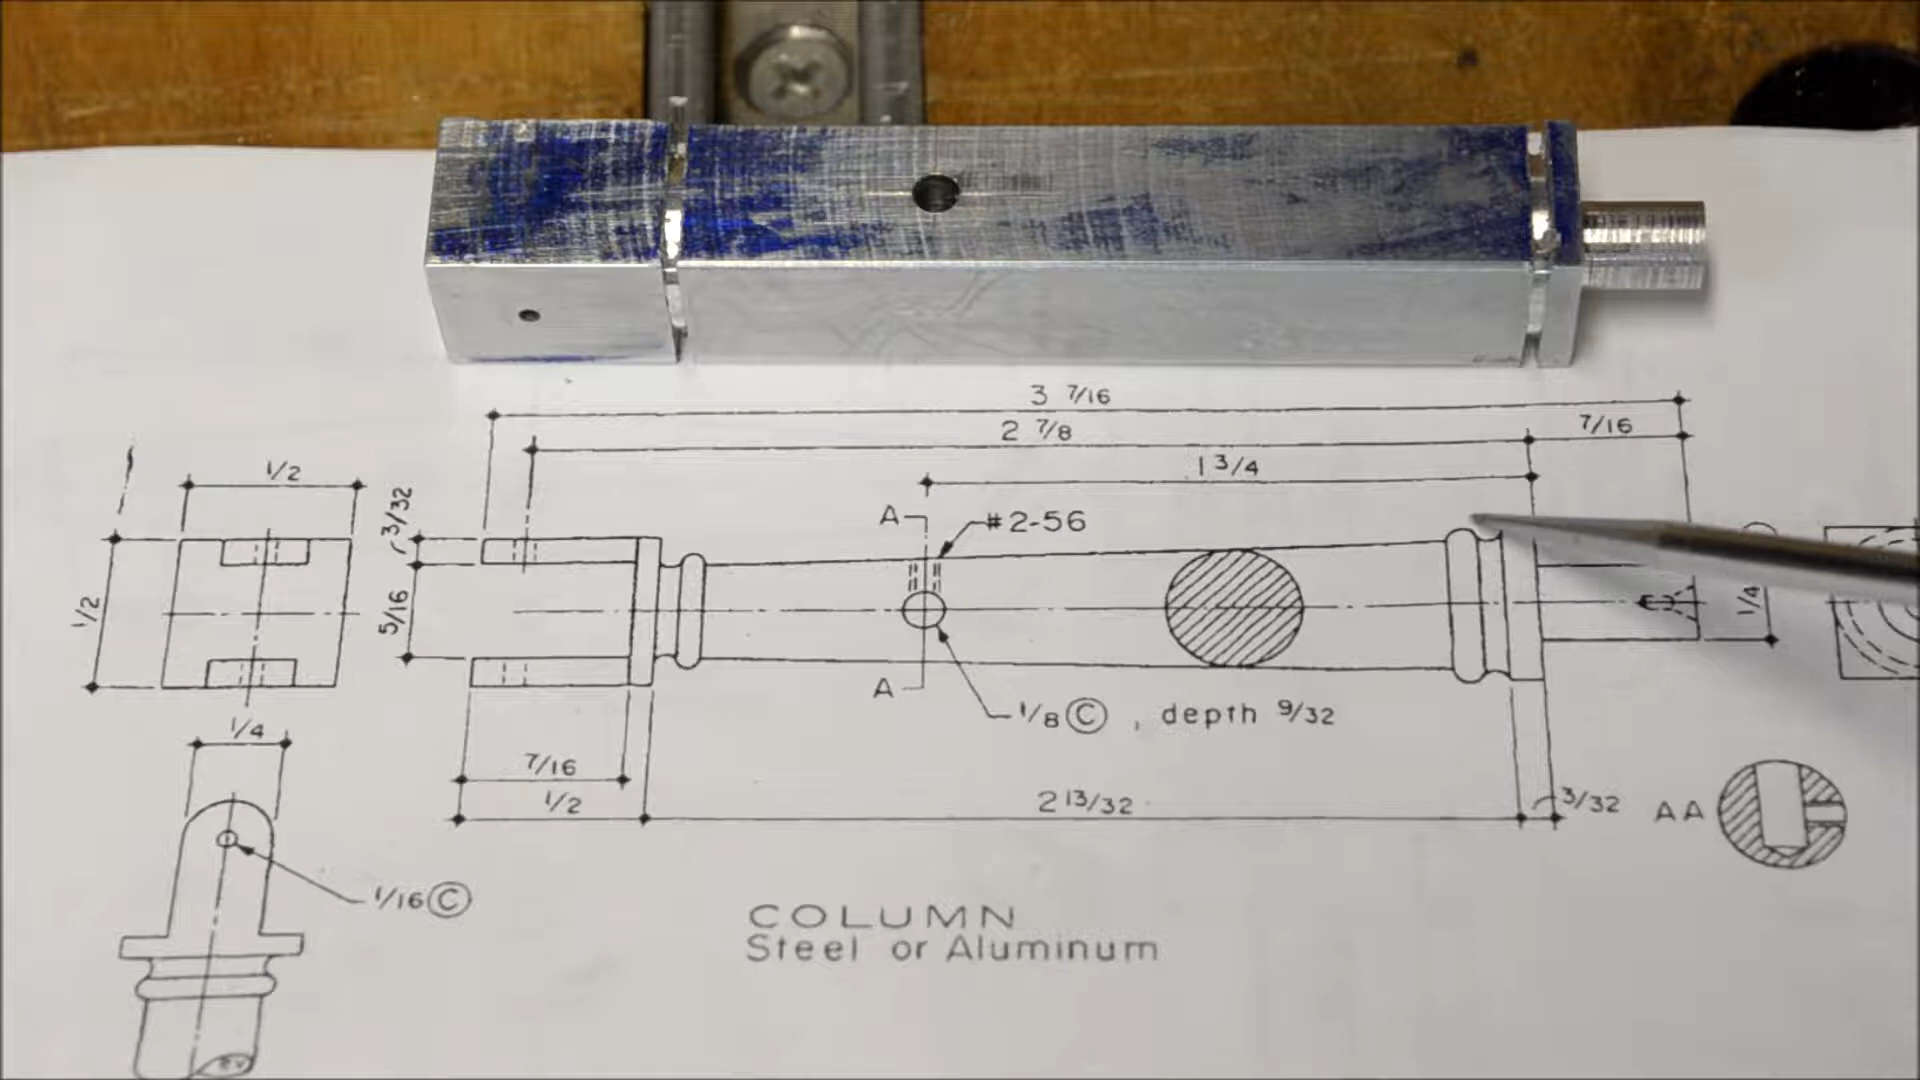 3 7/16
2 7/8
7/16
1 3/4
1/2
3/32
A
#2-56
1/2
5/16
1/4
A
1/8 Ⓒ, depth 9/32
1/4
7/16
1/2
2 13/32
3/32
AA
1/16 Ⓒ
COLUMN
Steel or Aluminum